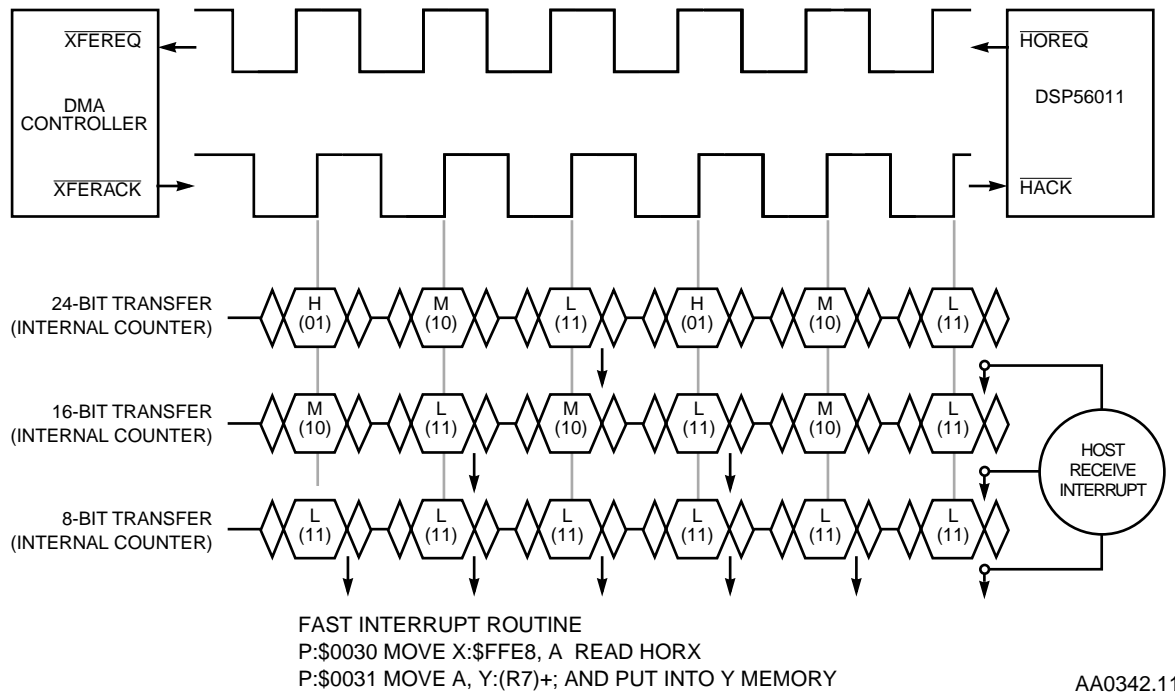 XFEREQ
HOREQ
DMA
CONTROLLER
DSP56011
XFERACK
HACK
24-BIT TRANSFER
(INTERNAL COUNTER)
H
(01)
M
(10)
L
(11)
H
(01)
M
(10)
L
(11)
16-BIT TRANSFER
(INTERNAL COUNTER)
M
(10)
L
(11)
M
(10)
L
(11)
M
(10)
L
(11)
HOST
RECEIVE
INTERRUPT
8-BIT TRANSFER
(INTERNAL COUNTER)
L
(11)
L
(11)
L
(11)
L
(11)
L
(11)
L
(11)
FAST INTERRUPT ROUTINE
P:$0030 MOVE X:$FFE8, A  READ HORX
P:$0031 MOVE A, Y:(R7)+; AND PUT INTO Y MEMORY
AA0342.11